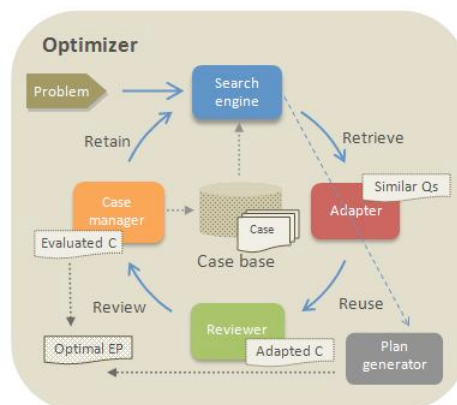 Optimizer
Problem
Search
engine
Retain
Retrieve
Similar Qs
Case
manager
Adapter
Evaluated C
Case
Case base
Review
Reuse
Reviewer
Optimal EP
Adapted C
Plan
generator